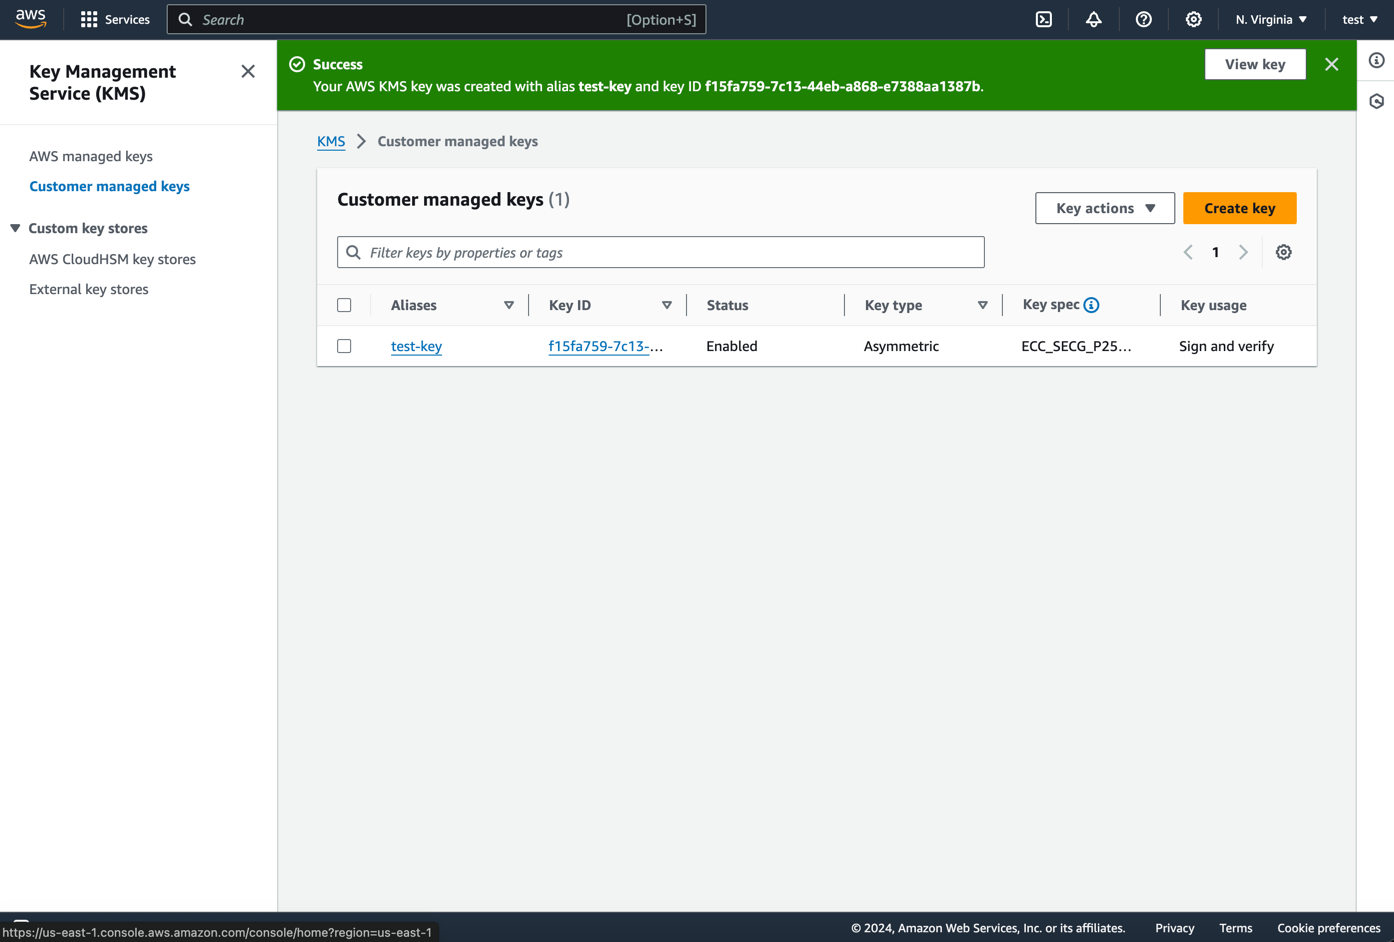 aws Services Search [Option+S] N. Virginia ▼ test ▼
Key Management
Service (KMS)
AWS managed keys
Customer managed keys
Custom key stores
AWS CloudHSM key stores
External key stores
Success
Your AWS KMS key was created with alias test-key and key ID f15fa759-7c13-44eb-a868-e7388aa1387b.
View key
KMS > Customer managed keys
Customer managed keys (1)
Key actions ▼
Create key
Filter keys by properties or tags
1
Aliases Key ID Status Key type Key spec Key usage
test-key f15fa759-7c13-... Enabled Asymmetric ECC_SECG_P25... Sign and verify
https://us-east-1.console.aws.amazon.com/console/home?region=us-east-1
© 2024, Amazon Web Services, Inc. or its affiliates. Privacy Terms Cookie preferences